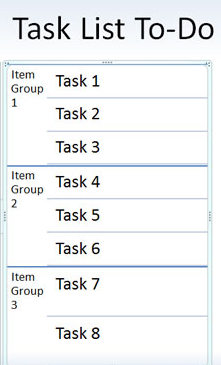 Task List To-Do
Item
Group
1
Task 1
Task 2
Task 3
Item
Group
2
Task 4
Task 5
Task 6
Item
Group
3
Task 7
Task 8